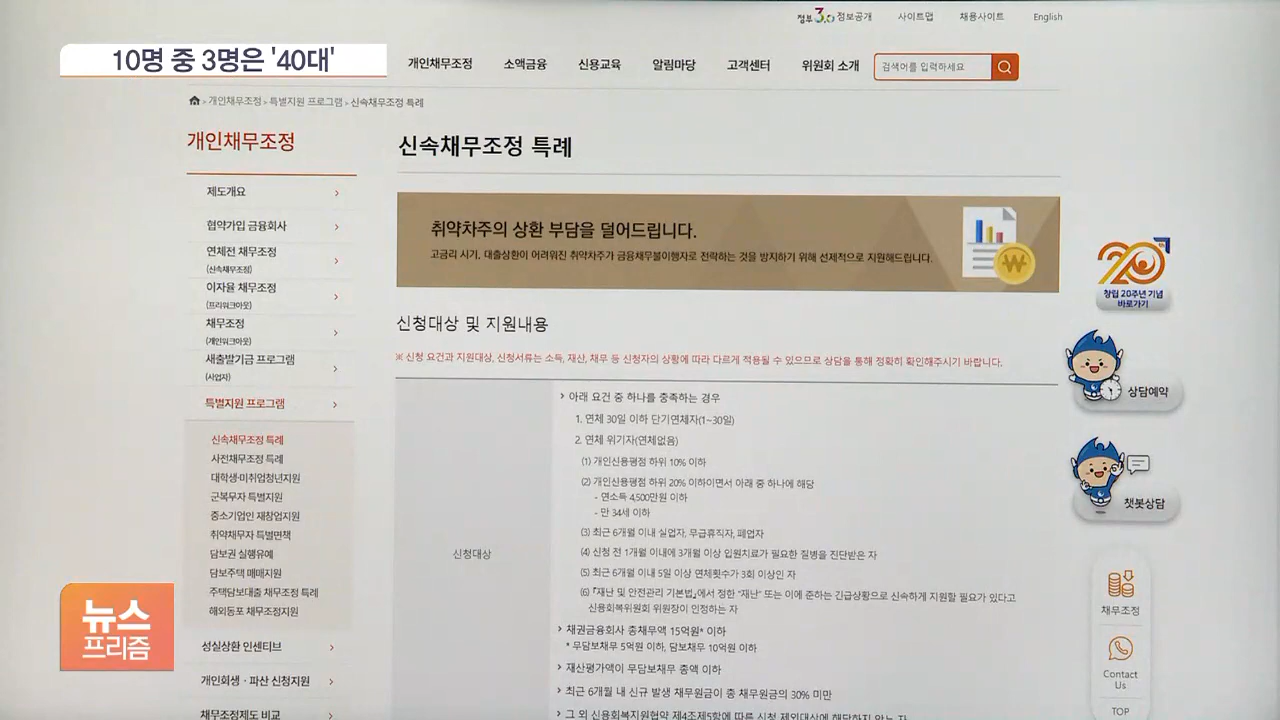 정부3.0 정보공개 사이트맵 채용사이트 English
10명 중 3명은 '40대'
개인채무조정 소액금융 신용교육 알림마당 고객센터 위원회 소개 검색어를 입력하세요
> 개인채무조정 > 특별지원 프로그램 > 신속채무조정 특례
개인채무조정
제도개요
협약가입 금융회사
연체전 채무조정
(신속채무조정)
이자율 채무조정
(프리워크아웃)
채무조정
(개인워크아웃)
새출발기금 프로그램
(사업자)
특별지원 프로그램
신속채무조정 특례
사전채무조정 특례
대학생·미취업청년지원
군복무자 특별지원
중소기업인 재창업지원
취약채무자 특별면책
담보권 실행유예
담보주택 매매지원
주택담보대출 채무조정 특례
해외동포 채무조정지원
성실상환 인센티브
개인회생·파산 신청지원
채무조정제도 비교
신속채무조정 특례
취약차주의 상환 부담을 덜어드립니다.
고금리 시기, 대출상환이 어려워진 취약차주가 금융채무불이행자로 전락하는 것을 방지하기 위해 선제적으로 지원해드립니다.
신청대상 및 지원내용
※ 신청 요건과 지원대상, 신청서류는 소득, 재산, 채무 등 신청자의 상황에 따라 다르게 적용될 수 있으므로 상담을 통해 정확히 확인해주시기 바랍니다.
신청대상
> 아래 요건 중 하나를 충족하는 경우
1. 연체 30일 이하 단기연체자(1~30일)
2. 연체 위기자(연체없음)
(1) 개인신용평점 하위 10% 이하
(2) 개인신용평점 하위 20% 이하이면서 아래 중 하나에 해당
- 연소득 4,500만원 이하
- 만 34세 이하
(3) 최근 6개월 이내 실업자, 무급휴직자, 폐업자
(4) 신청 전 1개월 이내에 3개월 이상 입원치료가 필요한 질병을 진단받은 자
(5) 최근 6개월 이내 5일 이상 연체횟수가 3회 이상인 자
(6) 『재난 및 안전관리 기본법』에서 정한 "재난" 또는 이에 준하는 긴급상황으로 신속하게 지원할 필요가 있다고
신용회복위원회 위원장이 인정하는 자
> 채권금융회사 총채무액 15억원* 이하
* 무담보채무 5억원 이하, 담보채무 10억원 이하
> 재산평가액이 무담보채무 총액 이하
> 최근 6개월 내 신규 발생 채무원금이 총 채무원금의 30% 미만
> 그 외 신용회복지원협약 제4조제5항에 따른 신청 제외대상에 해당하지 않는 자
20th
창립 20주년 기념
바로가기
상담예약
챗봇상담
채무조정
Contact
Us
TOP
뉴스
프리즘